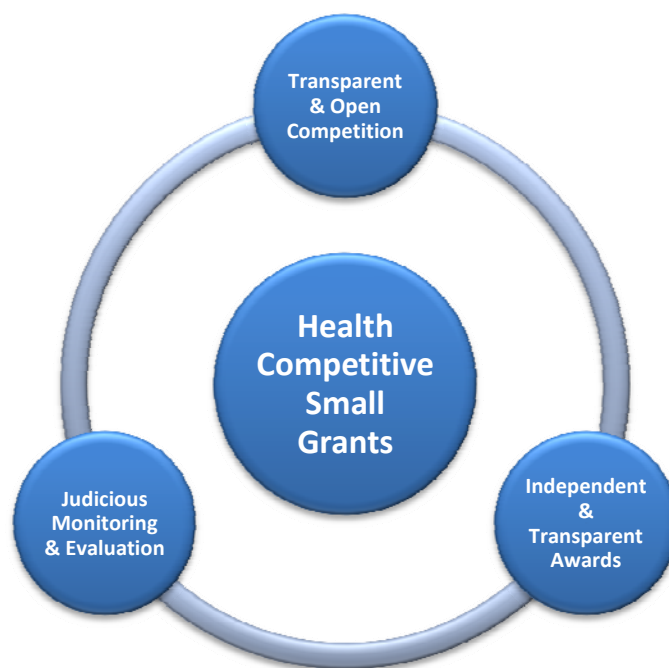 Transparent
& Open
Competition
Health
Competitive
Small
Grants
Judicious
Monitoring
& Evaluation
Independent
&
Transparent
Awards